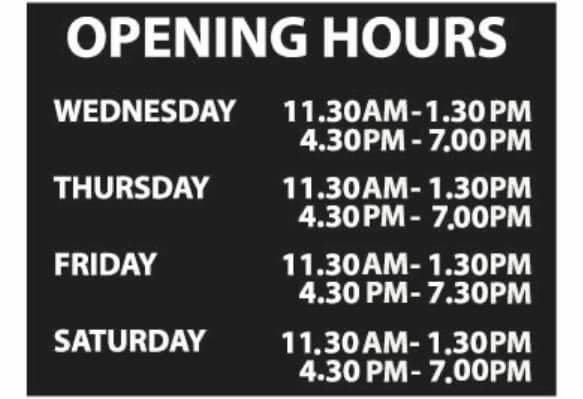 OPENING HOURS
WEDNESDAY 11.30AM-1.30PM
4.30PM - 7.00PM
THURSDAY 11.30AM- 1.30PM
4.30PM - 7.00PM
FRIDAY 11.30AM- 1.30PM
4.30 PM- 7.30PM
SATURDAY 11.30AM- 1.30PM
4.30 PM- 7.00PM